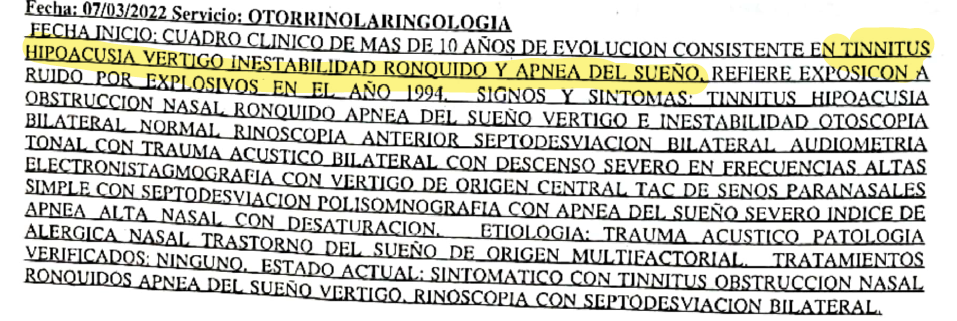 Fecha: 07/03/2022 Servicio: OTORRINOLARINGOLOGIA
FECHA INICIO: CUADRO CLINICO DE MAS DE 10 AÑOS DE EVOLUCION CONSISTENTE EN TINNITUS
HIPOACUSIA VERTIGO INESTABILIDAD RONQUIDO Y APNEA DEL SUEÑO. REFIERE EXPOSICON A
RUIDO POR EXPLOSIVOS EN EL AÑO 1994. SIGNOS Y SINTOMAS: TINNITUS HIPOACUSIA
OBSTRUCCION NASAL RONQUIDO APNEA DEL SUEÑO VERTIGO E INESTABILIDAD OTOSCOPIA
BILATERAL NORMAL RINOSCOPIA ANTERIOR SEPTODESVIACION BILATERAL AUDIOMETRIA
TONAL CON TRAUMA ACUSTICO BILATERAL CON DESCENSO SEVERO EN FRECUENCIAS ALTAS
ELECTRONISTAGMOGRAFIA CON VERTIGO DE ORIGEN CENTRAL TAC DE SENOS PARANASALES
SIMPLE CON SEPTODESVIACION POLISOMNOGRAFIA CON APNEA DEL SUEÑO SEVERO INDICE DE
APNEA ALTA NASAL CON DESATURACION. ETIOLOGIA: TRAUMA ACUSTICO PATOLOGIA
ALERGICA NASAL TRASTORNO DEL SUEÑO DE ORIGEN MULTIFACTORIAL. TRATAMIENTOS
VERIFICADOS: NINGUNO. ESTADO ACTUAL: SINTOMATICO CON TINNITUS OBSTRUCCION NASAL
RONQUIDOS APNEA DEL SUEÑO VERTIGO. RINOSCOPIA CON SEPTODESVIACION BILATERAL.